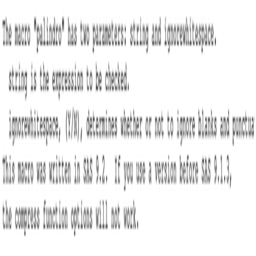 The macro "palindro" has two parameters: string and ignorewhitespace.
string is the expression to be checked.
ignorewhitespace, (Y/N), determines whether or not to ignore blanks and punctua
This macro was written in SAS 9.2. If you use a version before SAS 9.1.3,
the compress function options will not work.